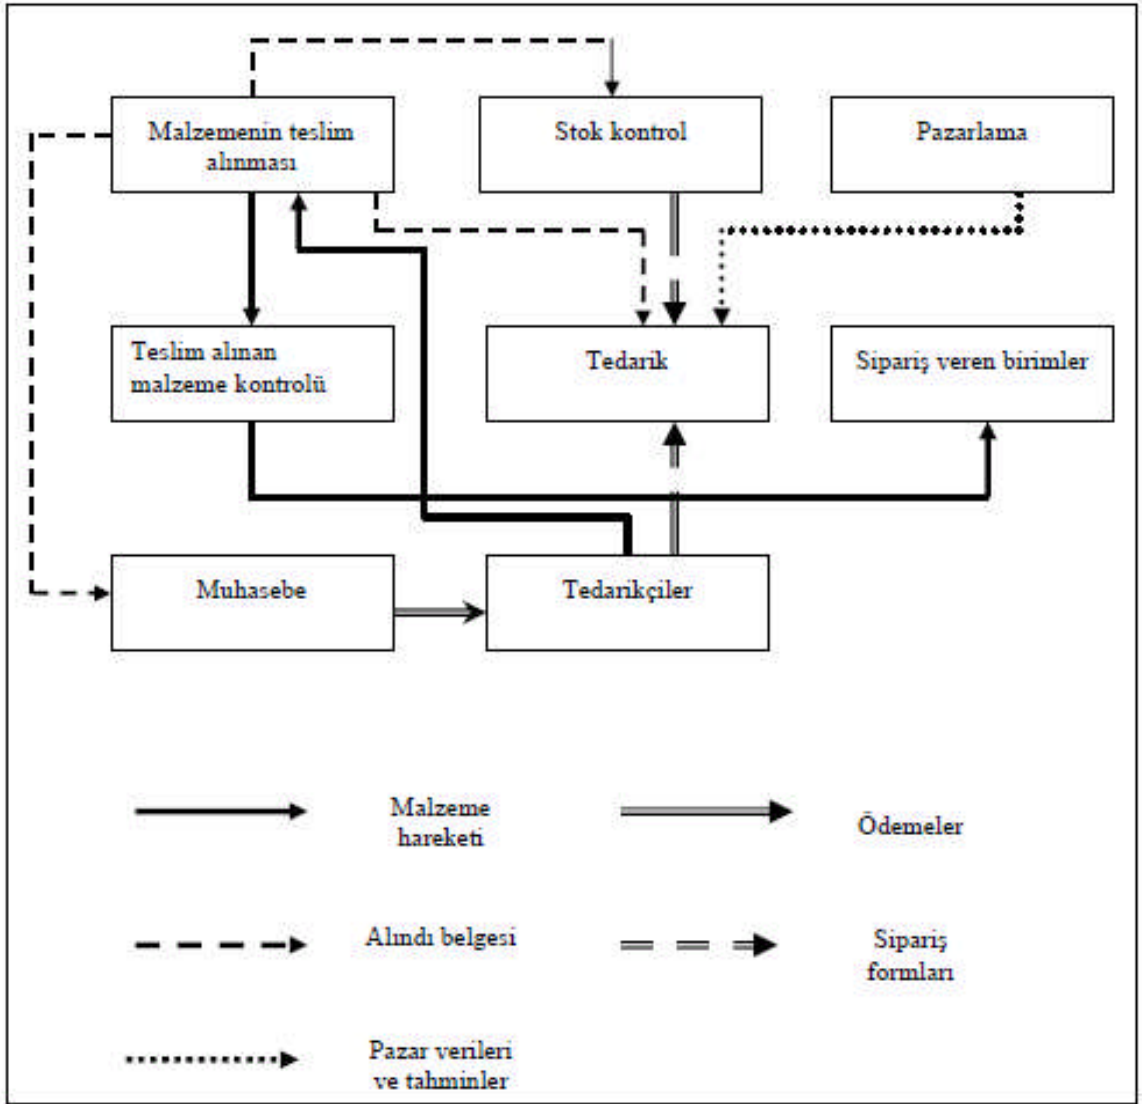 Malzemenin teslim
alınması
Stok kontrol
Pazarlama
Teslim alınan
malzeme kontrolü
Tedarik
Sipariş veren birimler
Muhasebe
Tedarikçiler
Malzeme
hareketi
Ödemeler
Alındı belgesi
Sipariş
formları
Pazar verileri
ve tahminler